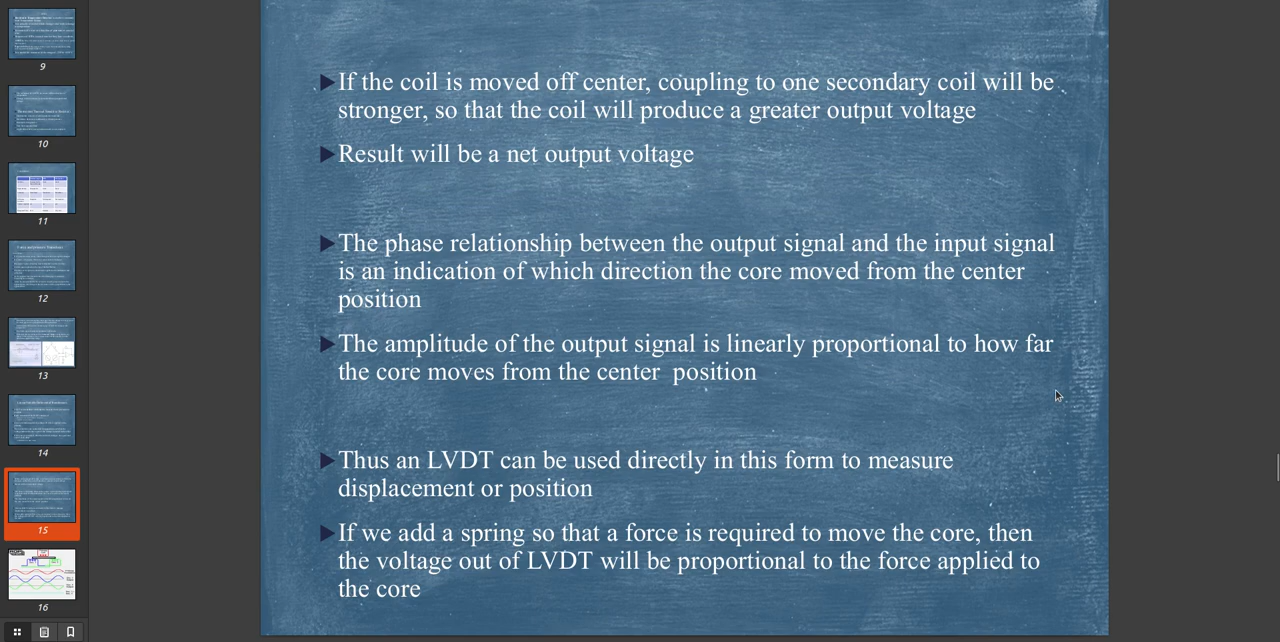 If the coil is moved off center, coupling to one secondary coil will be
stronger, so that the coil will produce a greater output voltage
Result will be a net output voltage
The phase relationship between the output signal and the input signal
is an indication of which direction the core moved from the center
position
The amplitude of the output signal is linearly proportional to how far
the core moves from the center  position
Thus an LVDT can be used directly in this form to measure
displacement or position
If we add a spring so that a force is required to move the core, then
the voltage out of LVDT will be proportional to the force applied to
the core
9
10
11
12
13
14
15
16